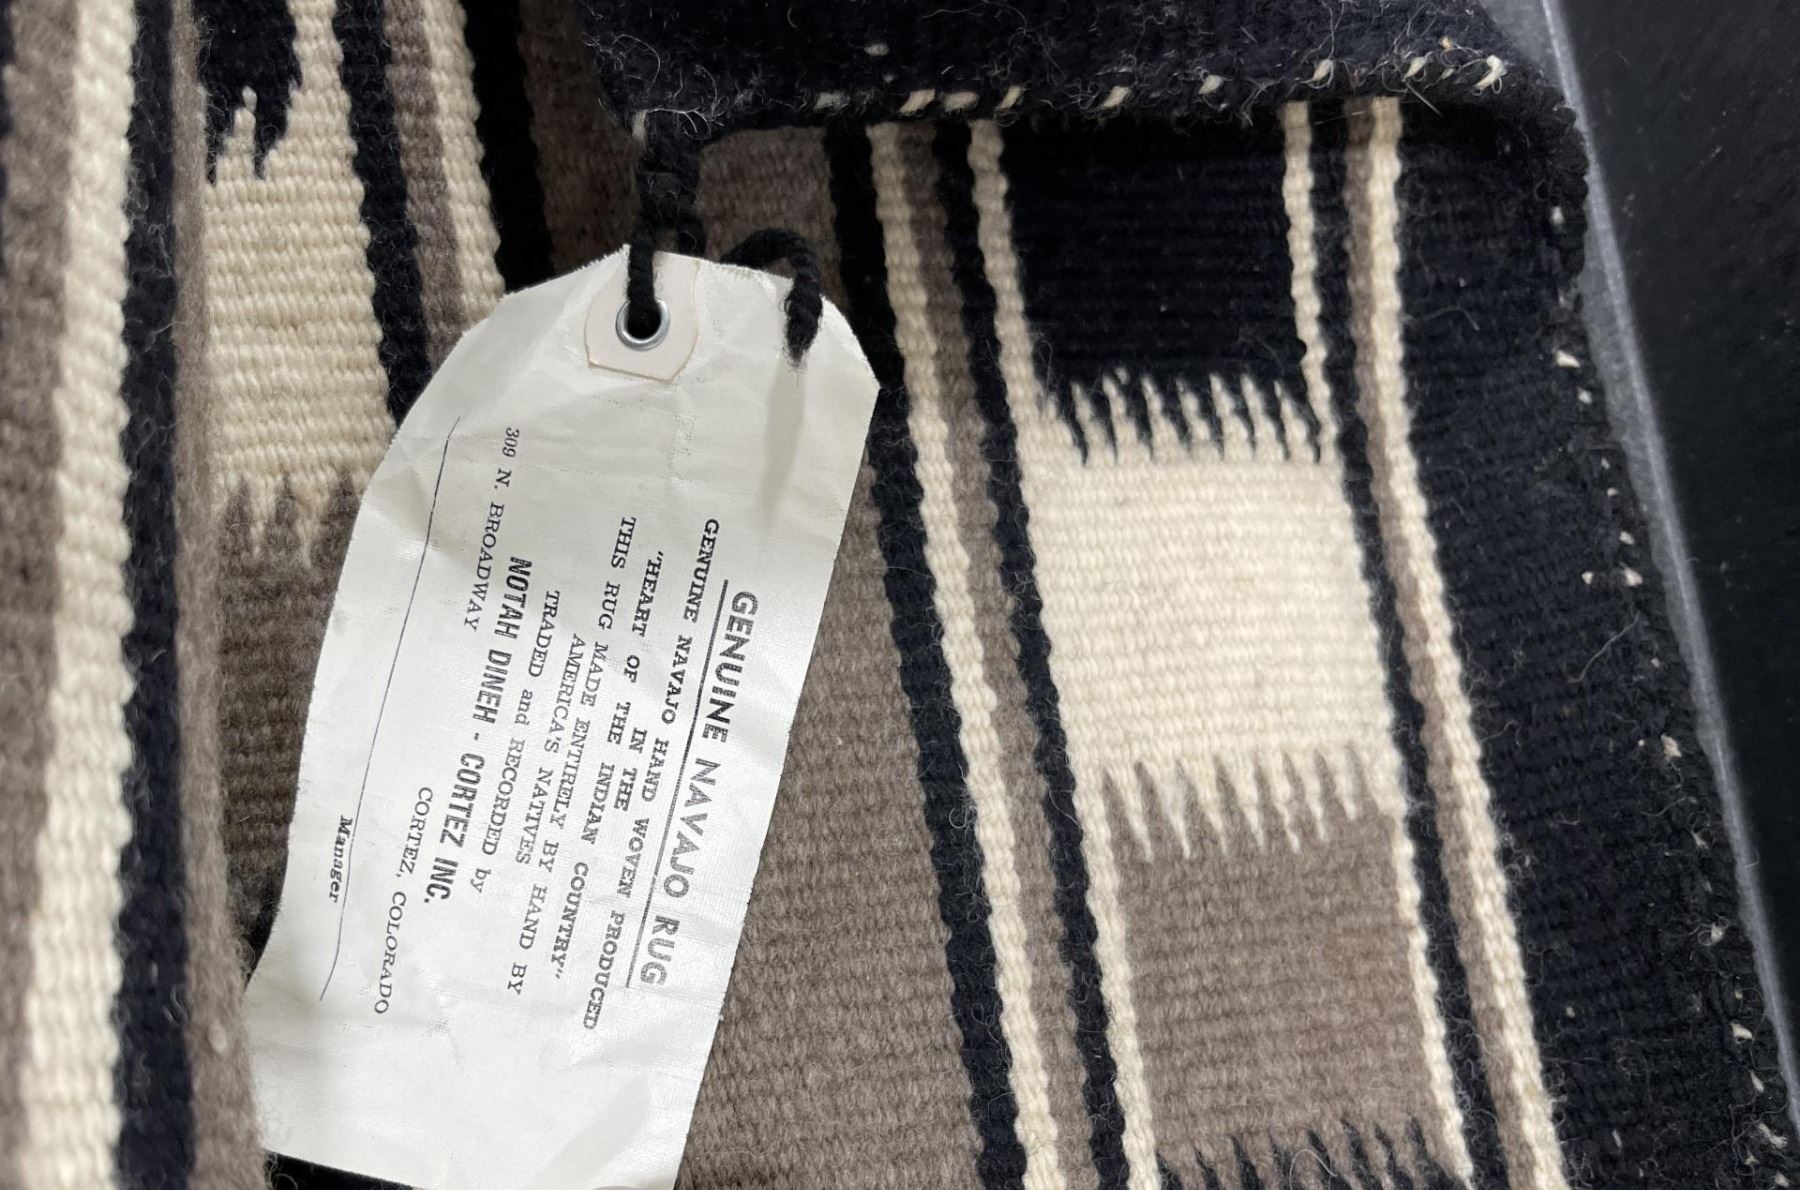 GENUINE NAVAJO RUG
GENUINE NAVAJO HAND WOVEN PRODUCED
IN THE
"HEART OF THE INDIAN COUNTRY"
THIS RUG MADE ENTIRELY BY HAND BY
AMERICA'S NATIVES
TRADED and RECORDED by
NOTAH DINEH - CORTEZ INC.
309 N. BROADWAY CORTEZ, COLORADO
Manager